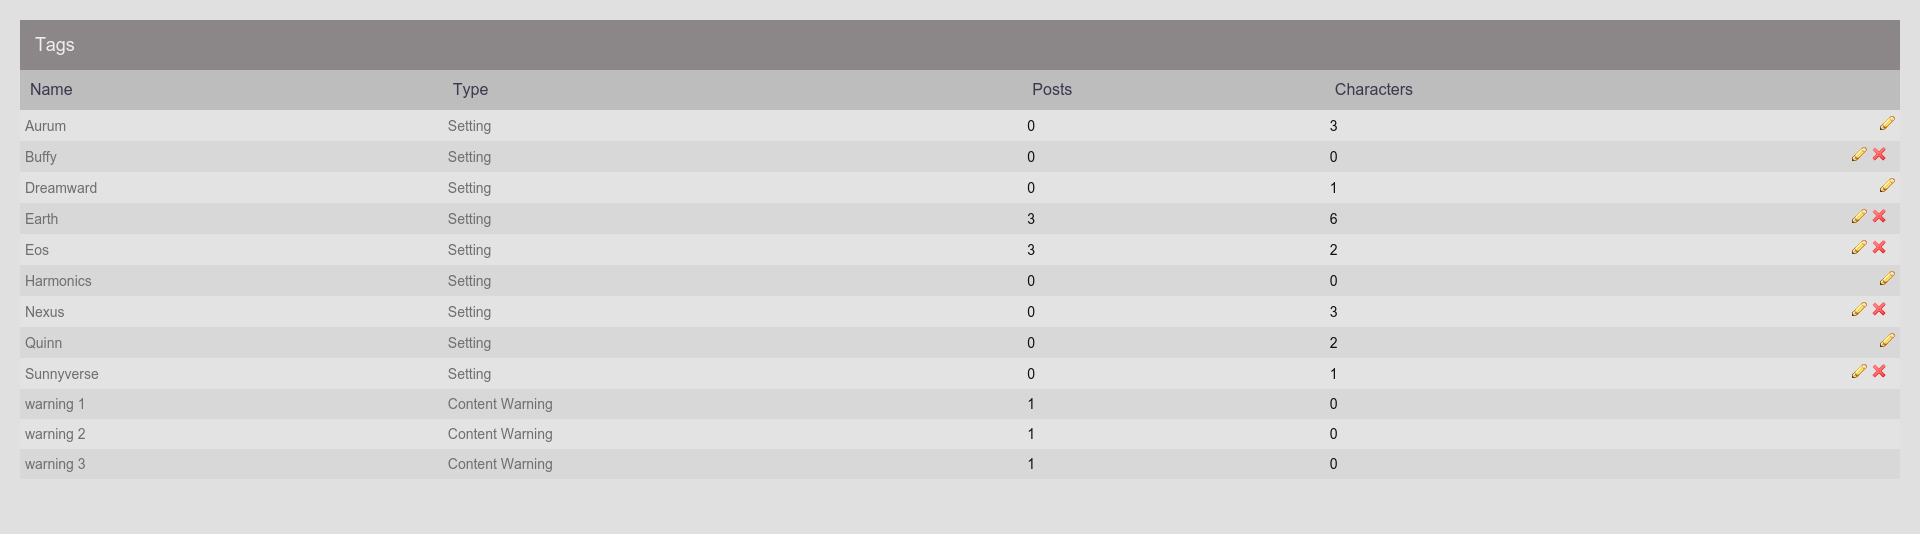 Tags
Name Type Posts Characters
Aurum Setting 0 3
Buffy Setting 0 0
Dreamward Setting 0 1
Earth Setting 3 6
Eos Setting 3 2
Harmonics Setting 0 0
Nexus Setting 0 3
Quinn Setting 0 2
Sunnyverse Setting 0 1
warning 1 Content Warning 1 0
warning 2 Content Warning 1 0
warning 3 Content Warning 1 0